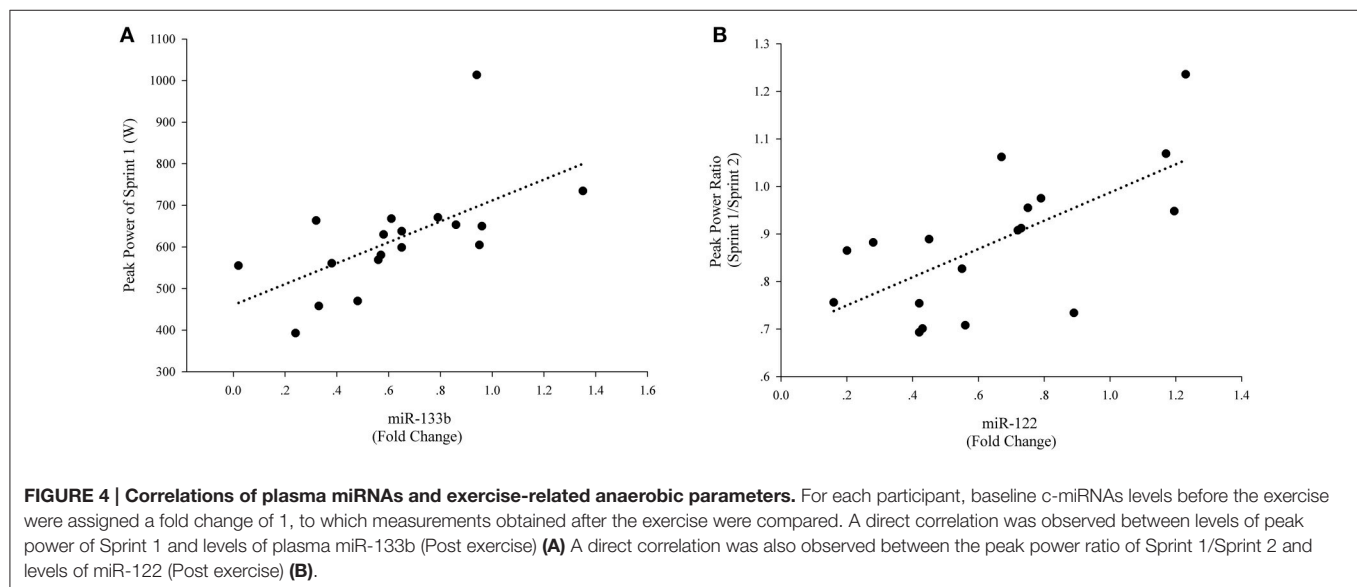 A
1100
1000
900
800
700
600
500
400
300
Peak Power of Sprint 1 (W)
0.0 .2 .4 .6 .8 1.0 1.2 1.4 1.6
miR-133b
(Fold Change)
B
1.3
1.2
1.1
1.0
.9
.8
.7
.6
Peak Power Ratio
(Sprint 1/Sprint 2)
0.0 .2 .4 .6 .8 1.0 1.2 1.4
miR-122
(Fold Change)
FIGURE 4 | Correlations of plasma miRNAs and exercise-related anaerobic parameters. For each participant, baseline c-miRNAs levels before the exercise
were assigned a fold change of 1, to which measurements obtained after the exercise were compared. A direct correlation was observed between levels of peak
power of Sprint 1 and levels of plasma miR-133b (Post exercise) (A) A direct correlation was also observed between the peak power ratio of Sprint 1/Sprint 2 and
levels of miR-122 (Post exercise) (B).